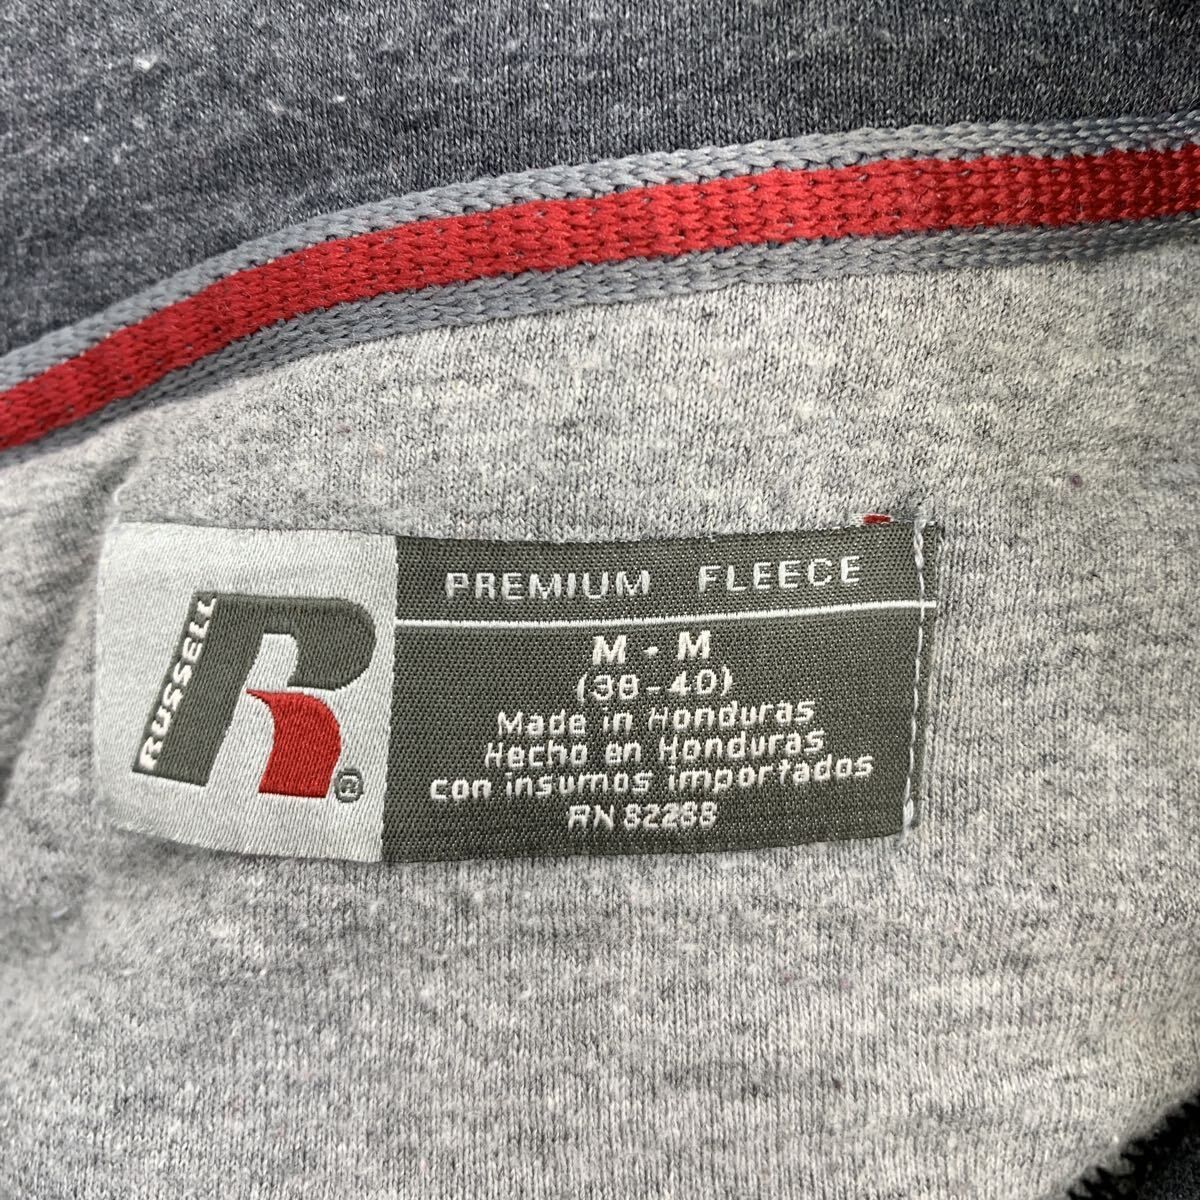 RUSSELL
R®
PREMIUM FLEECE
M - M
(38-40)
Made in Honduras
Hecho en Honduras
con insumos importados
RN 82288